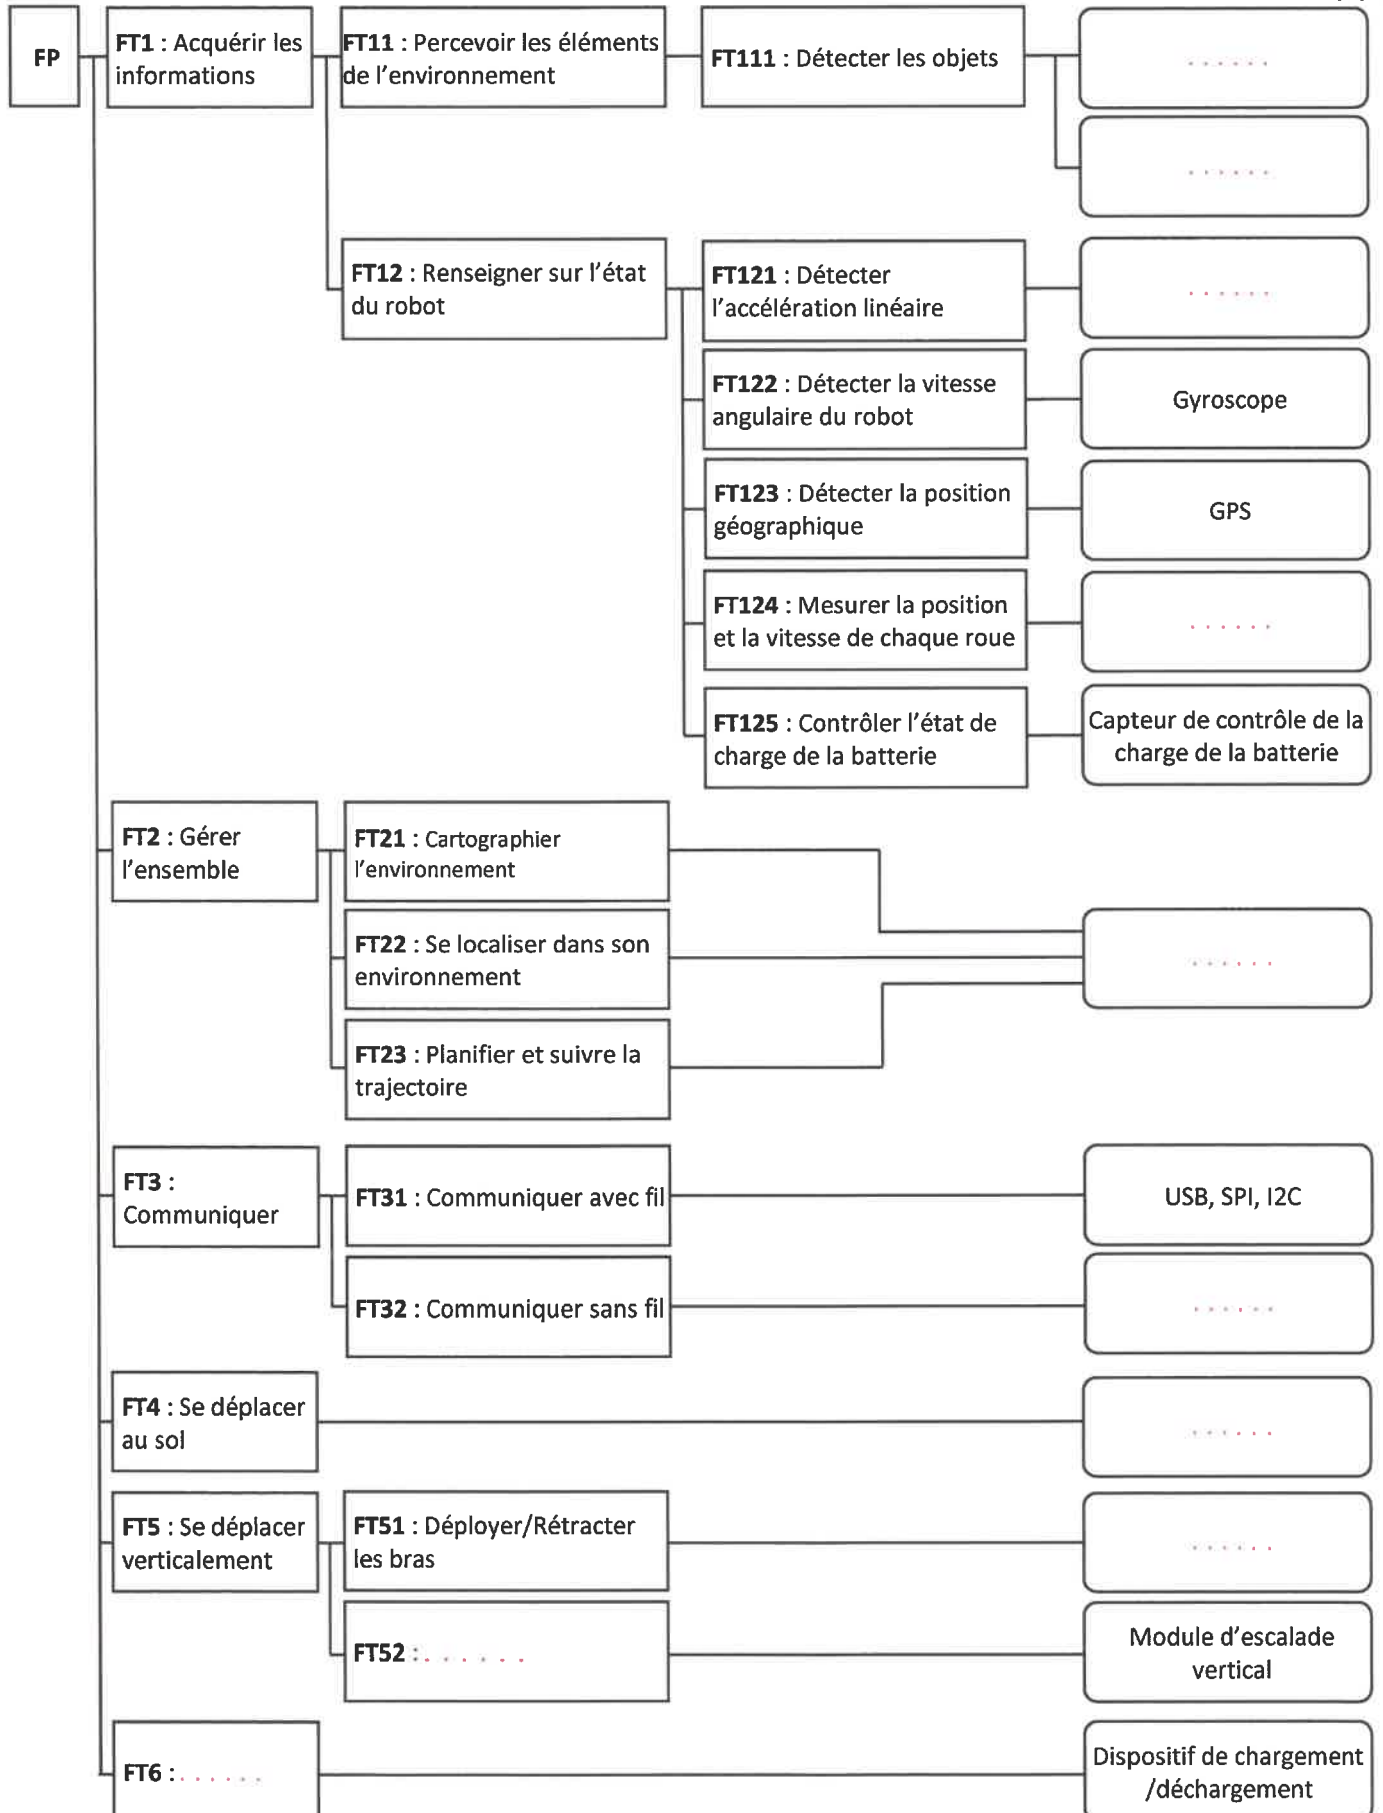 FP
FT1 : Acquérir les
informations
FT11 : Percevoir les éléments
de l'environnement
FT111 : Détecter les objets
. . . . . .
. . . . . .
FT12 : Renseigner sur l'état
du robot
FT121 : Détecter
l'accélération linéaire
. . . . . .
FT122 : Détecter la vitesse
angulaire du robot
Gyroscope
FT123 : Détecter la position
géographique
GPS
FT124 : Mesurer la position
et la vitesse de chaque roue
. . . . . .
FT125 : Contrôler l'état de
charge de la batterie
Capteur de contrôle de la
charge de la batterie
FT2 : Gérer
l'ensemble
FT21 : Cartographier
l'environnement
FT22 : Se localiser dans son
environnement
. . . . . .
FT23 : Planifier et suivre la
trajectoire
FT3 :
Communiquer
FT31 : Communiquer avec fil
USB, SPI, I2C
FT32 : Communiquer sans fil
. . . . . .
FT4 : Se déplacer
au sol
. . . . . .
FT5 : Se déplacer
verticalement
FT51 : Déployer/Rétracter
les bras
. . . . . .
FT52 : . . . . . .
Module d'escalade
vertical
FT6 : . . . . . .
Dispositif de chargement
/déchargement